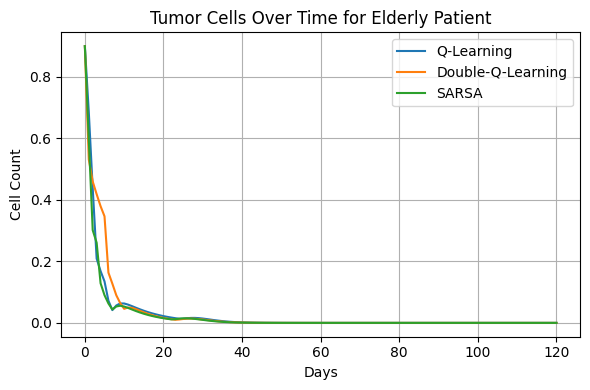 Tumor Cells Over Time for Elderly Patient
Q-Learning
Double-Q-Learning
SARSA
Cell Count
0.8
0.6
0.4
0.2
0.0
0 20 40 60 80 100 120
Days